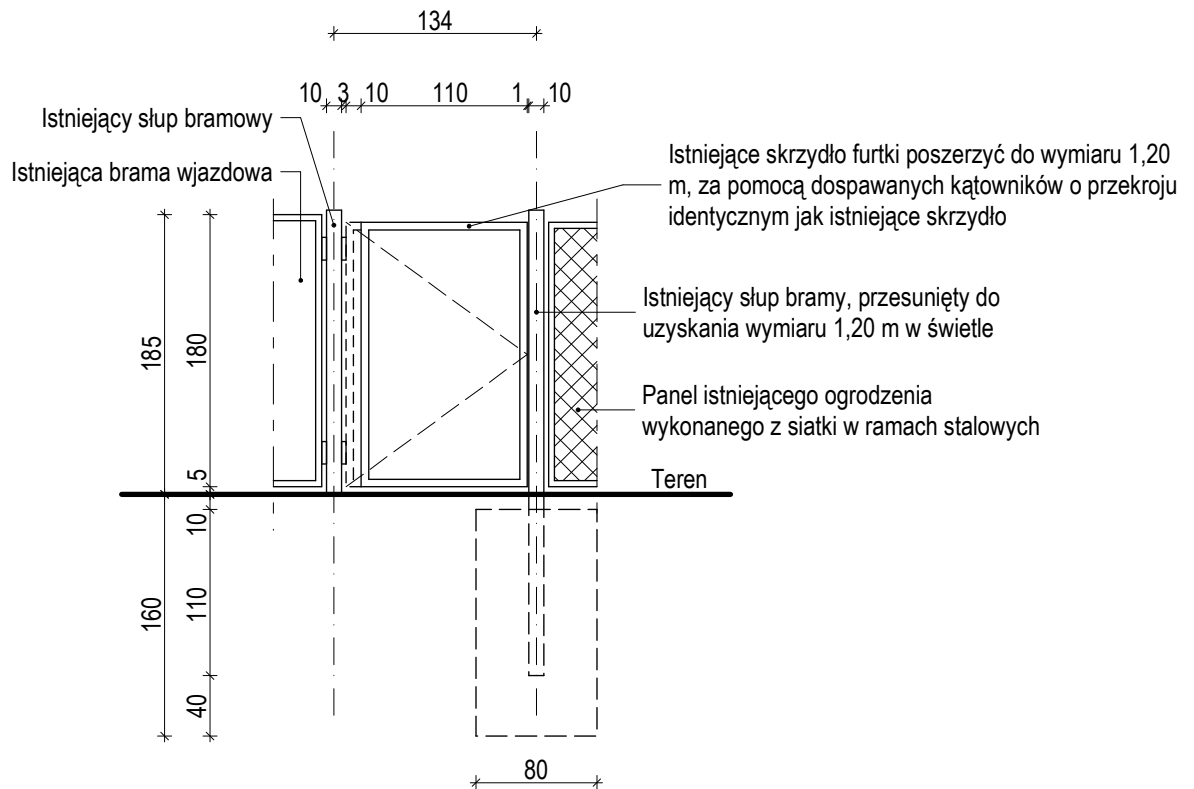 134
10 3 10 110 1 10
Istniejący słup bramowy
Istniejąca brama wjazdowa
Istniejące skrzydło furtki poszerzyć do wymiaru 1,20
m, za pomocą dospawanych kątowników o przekroju
identycznym jak istniejące skrzydło
Istniejący słup bramy, przesunięty do
uzyskania wymiaru 1,20 m w świetle
Panel istniejącego ogrodzenia
wykonanego z siatki w ramach stalowych
185
180
5
Teren
10
160
110
40
80